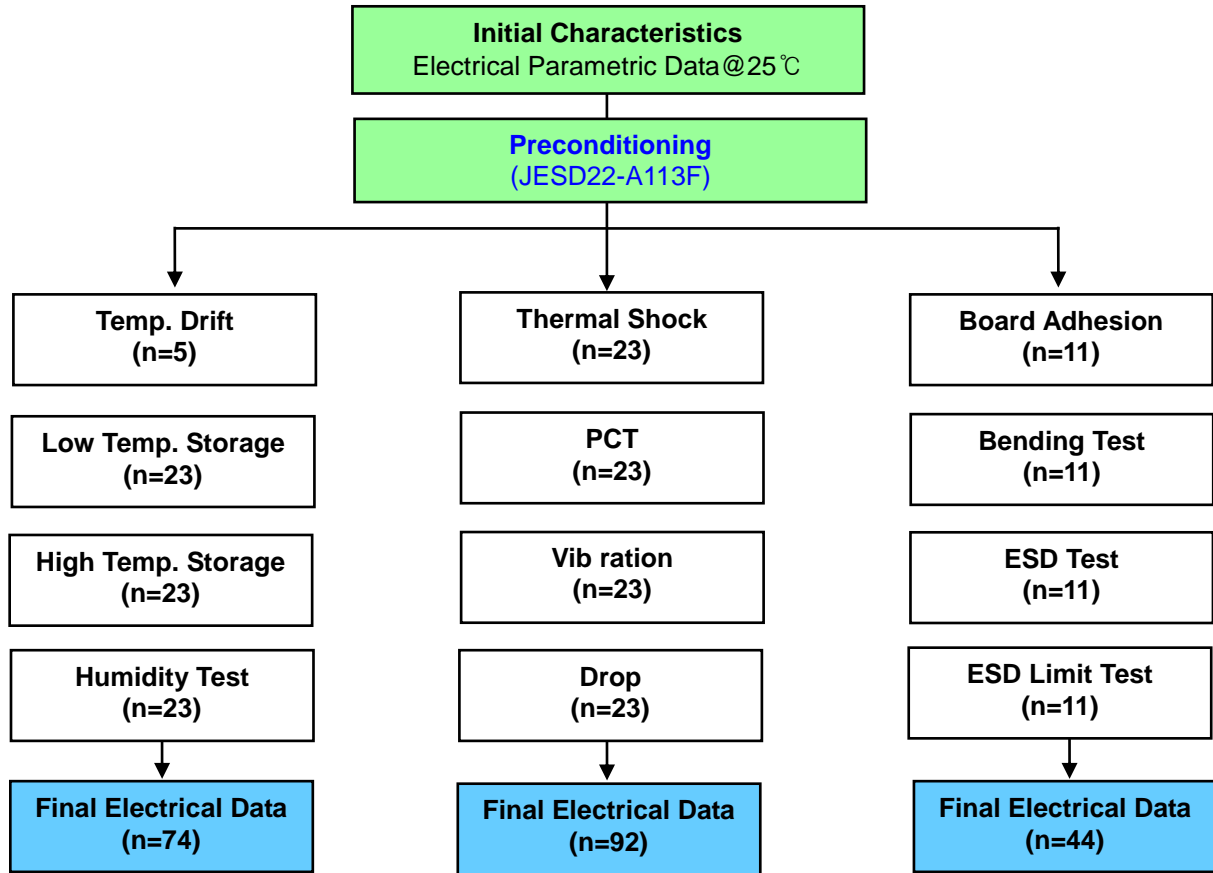 Initial Characteristics
Electrical Parametric Data@25℃
Preconditioning
(JESD22-A113F)
Temp. Drift
(n=5)
Low Temp. Storage
(n=23)
High Temp. Storage
(n=23)
Humidity Test
(n=23)
Final Electrical Data
(n=74)
Thermal Shock
(n=23)
PCT
(n=23)
Vib ration
(n=23)
Drop
(n=23)
Final Electrical Data
(n=92)
Board Adhesion
(n=11)
Bending Test
(n=11)
ESD Test
(n=11)
ESD Limit Test
(n=11)
Final Electrical Data
(n=44)